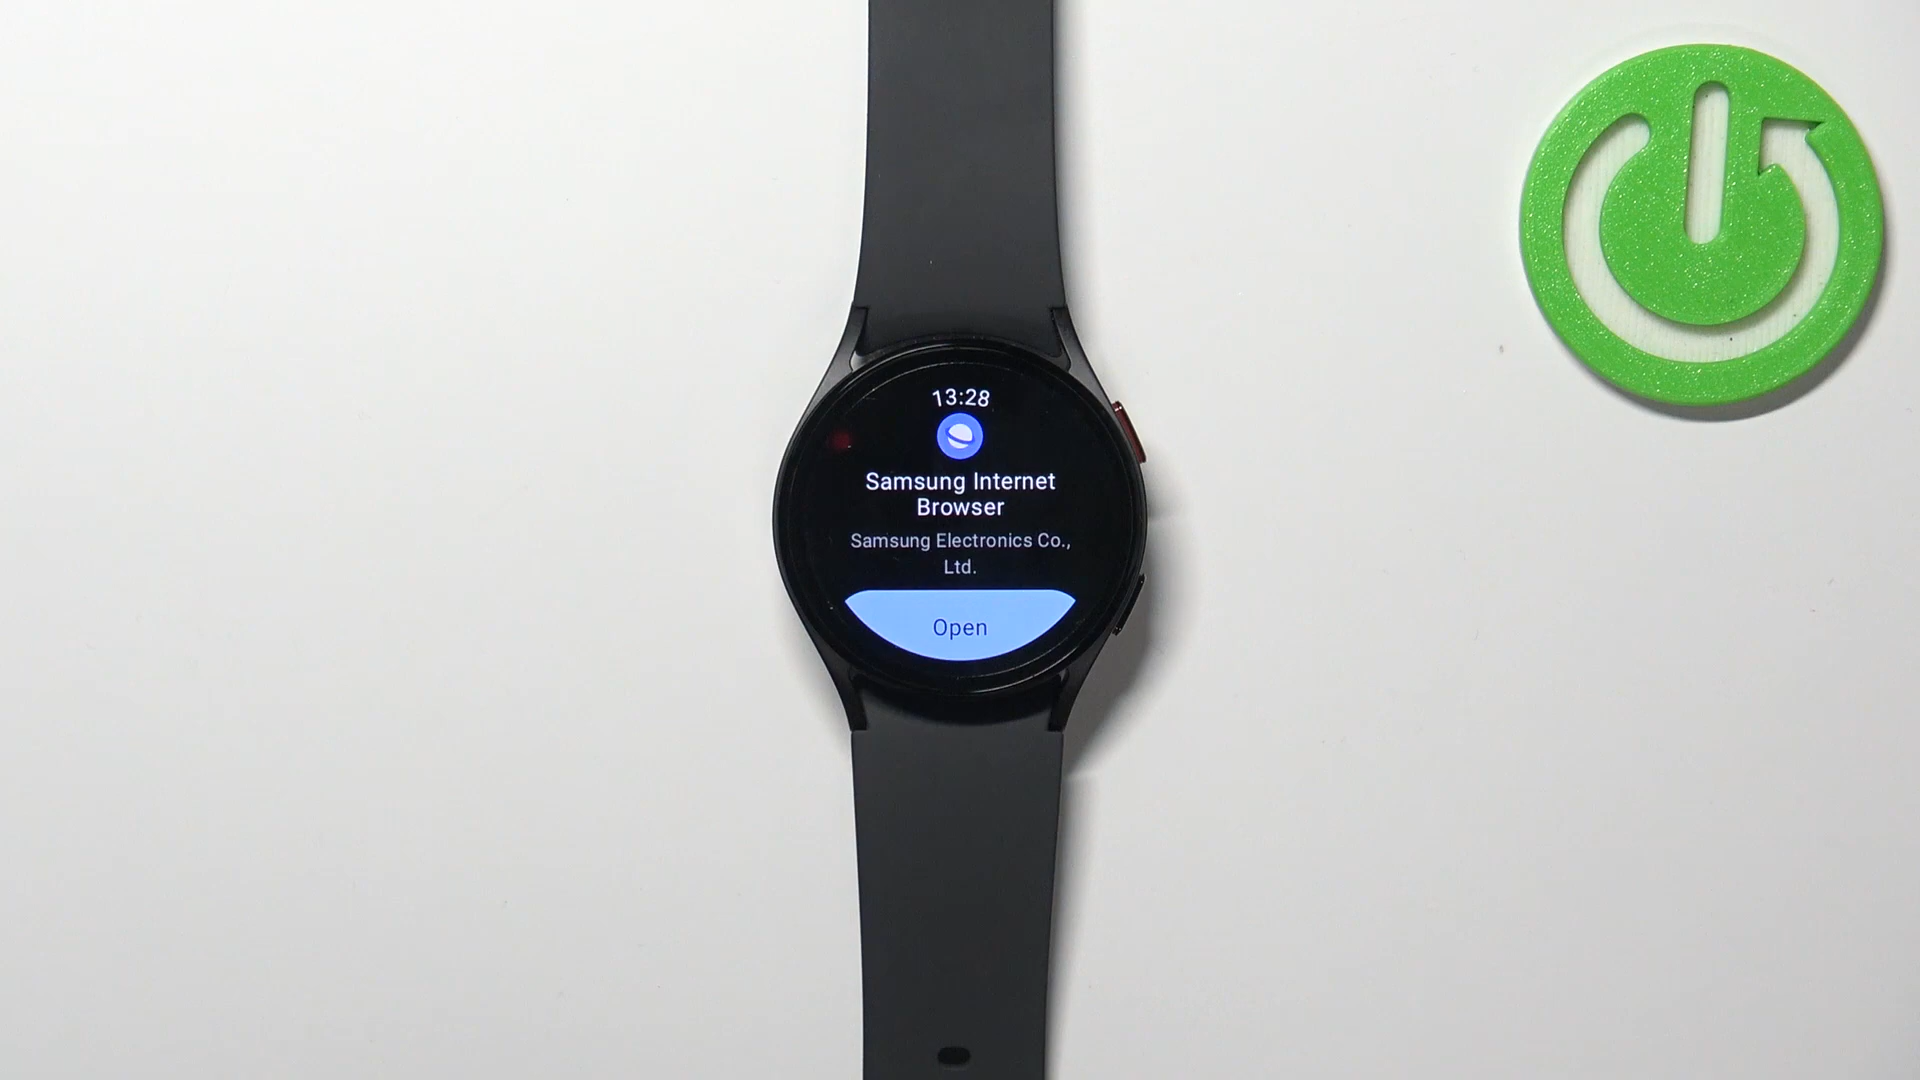 13:28
Samsung Internet
Browser
Samsung Electronics Co.,
Ltd.
Open